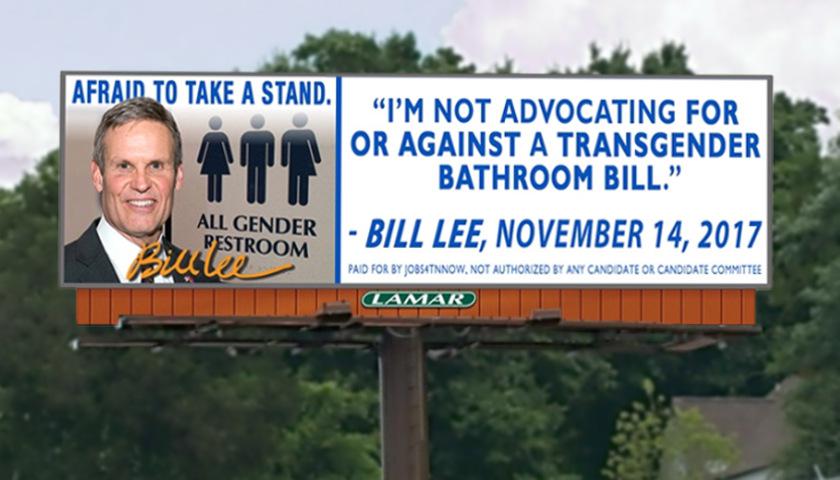 AFRAID TO TAKE A STAND.
ALL GENDER
RESTROOM
Bill Lee
“I’M NOT ADVOCATING FOR
OR AGAINST A TRANSGENDER
BATHROOM BILL.”
- BILL LEE, NOVEMBER 14, 2017
PAID FOR BY JOBS4TNNOW, NOT AUTHORIZED BY ANY CANDIDATE OR CANDIDATE COMMITTEE
LAMAR